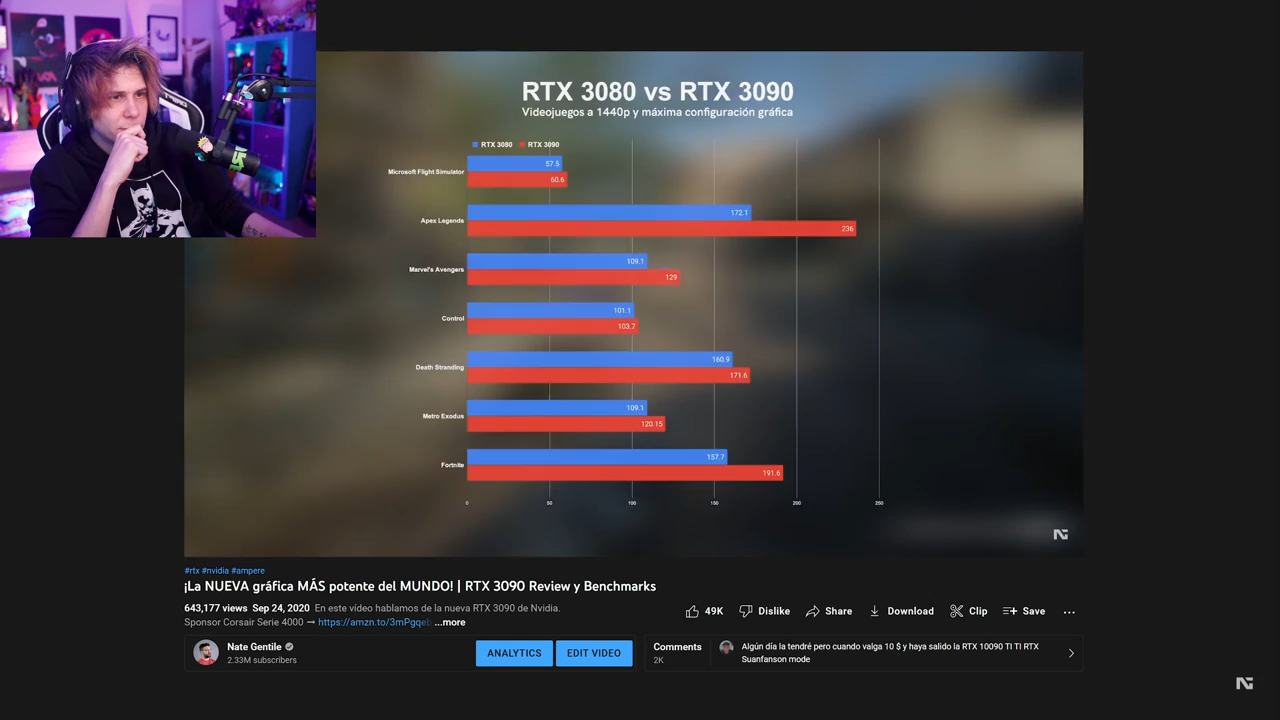 RTX 3080 vs RTX 3090
Videojuegos a 1440p y máxima configuración gráfica
RTX 3080 RTX 3090
Microsoft Flight Simulator
57.5
60.6
Apex Legends
172.1
236
Marvel's Avengers
109.1
129
Control
101.1
103.7
Death Stranding
160.9
171.6
Metro Exodus
109.1
120.15
Fortnite
157.7
191.6
0 50 100 150 200 250
#rtx #nvidia #ampere
¡La NUEVA gráfica MÁS potente del MUNDO! | RTX 3090 Review y Benchmarks
643,177 views Sep 24, 2020 En este vídeo hablamos de la nueva RTX 3090 de Nvidia.
Sponsor Corsair Serie 4000 → https://amzn.to/3mPgqeb ...more
49K Dislike Share Download Clip Save
Nate Gentile
2.33M subscribers
ANALYTICS EDIT VIDEO
Comments
2K
Algún día la tendré pero cuando valga 10 $ y haya salido la RTX 10090 TI TI RTX
Suanfanson mode